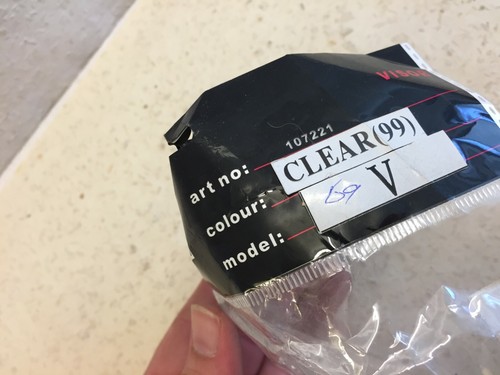 art no: 107221
colour: CLEAR(99)
model: V